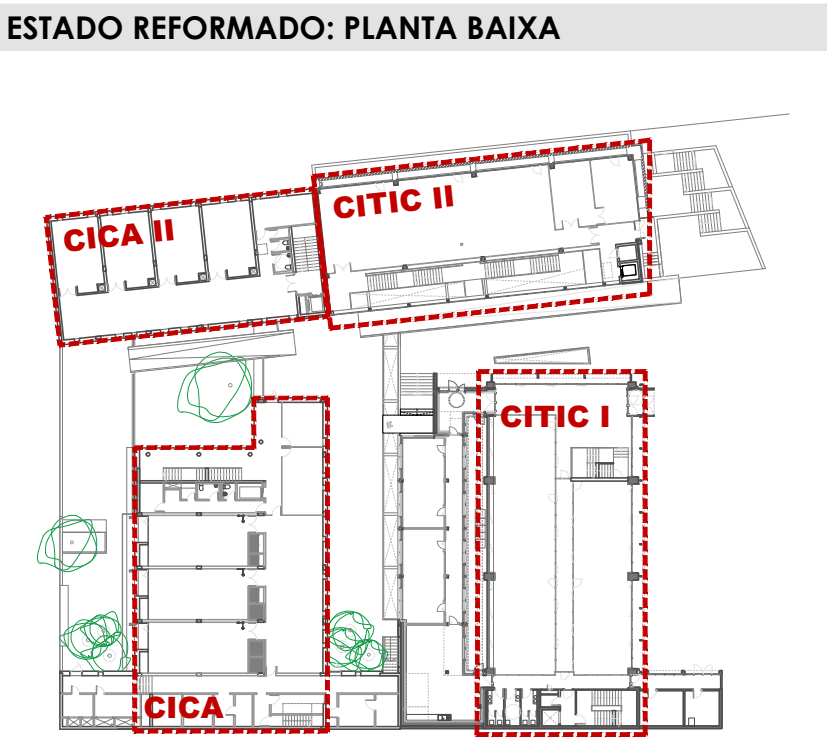 ESTADO REFORMADO: PLANTA BAIXA
CITIC II
CICA II
CITIC I
CICA